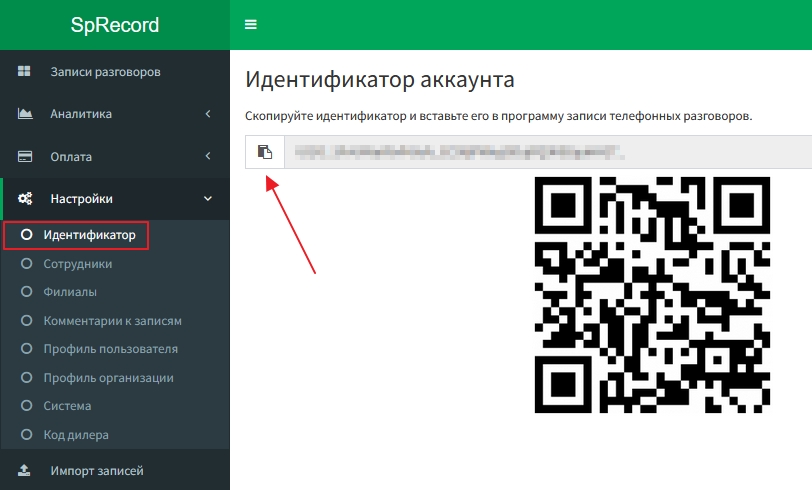 SpRecord
Записи разговоров
Аналитика
Оплата
Настройки
Идентификатор
Сотрудники
Филиалы
Комментарии к записям
Профиль пользователя
Профиль организации
Система
Код дилера
Импорт записей
Идентификатор аккаунта
Скопируйте идентификатор и вставьте его в программу записи телефонных разговоров.